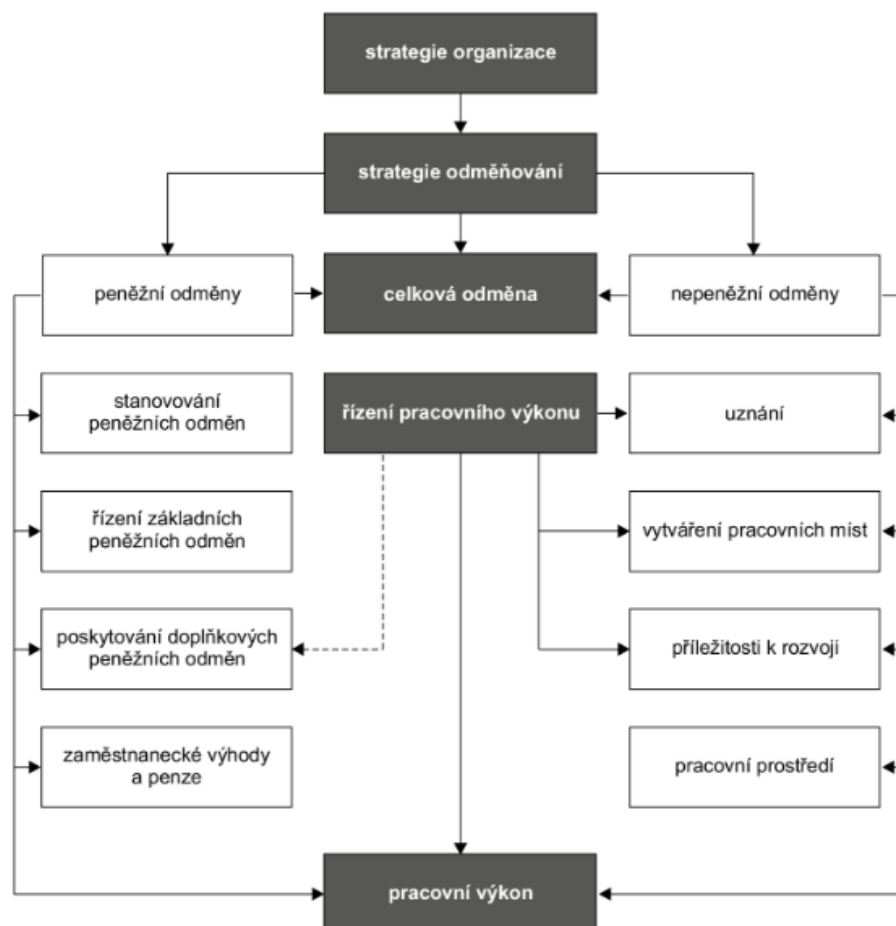 strategie organizace
strategie odměňování
peněžní odměny
celková odměna
nepeněžní odměny
stanovování
peněžních odměn
řízení pracovního výkonu
uznání
řízení základních
peněžních odměn
vytváření pracovních míst
poskytování doplňkových
peněžních odměn
příležitosti k rozvoji
zaměstnanecké výhody
a penze
pracovní prostředí
pracovní výkon